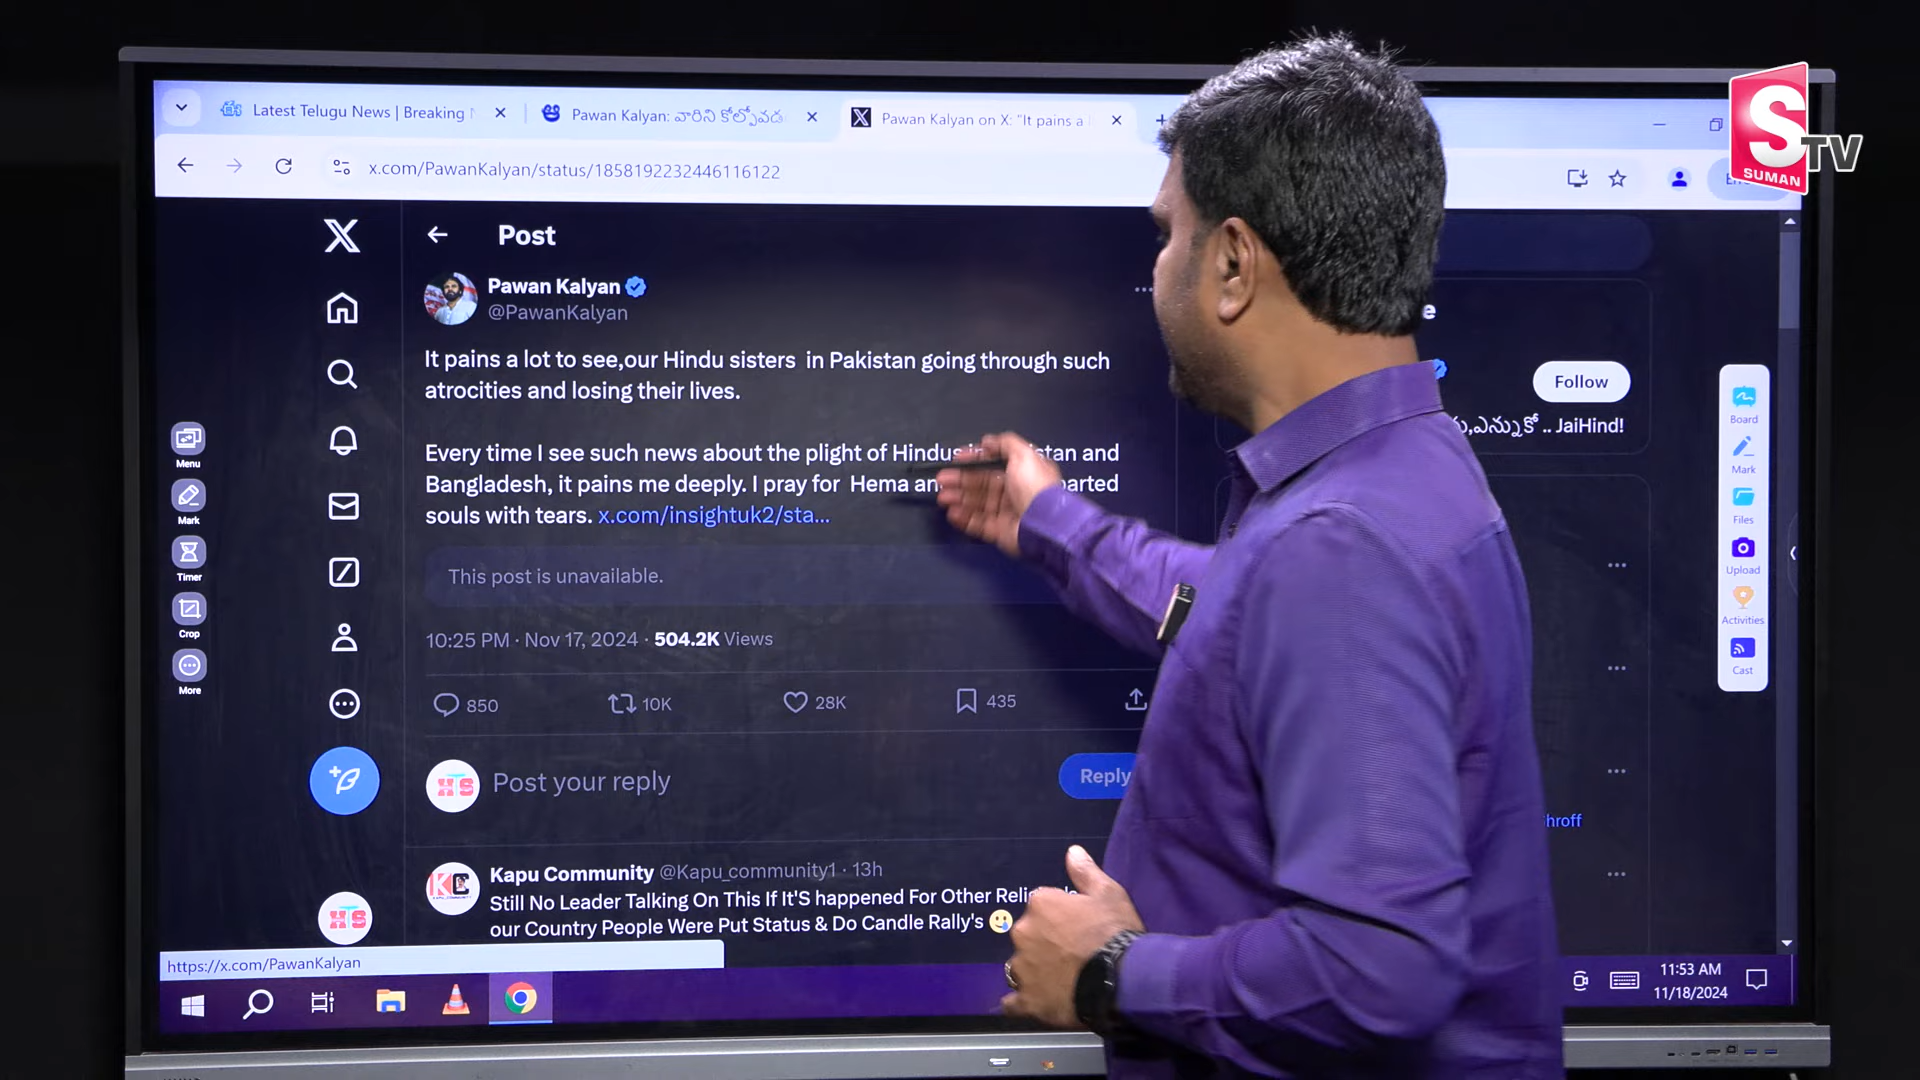 Latest Telugu News | Breaking
Pawan Kalyan: వారిని కోల్పోవడ
Pawan Kalyan on X: "It pains a
x.com/PawanKalyan/status/1858192232446116122
S
TV
SUMAN
Post
Pawan Kalyan
@PawanKalyan
It pains a lot to see,our Hindu sisters in Pakistan going through such
atrocities and losing their lives.
Every time I see such news about the plight of Hindus and
Bangladesh, it pains me deeply. I pray for Hema
souls with tears. x.com/insightuk2/sta...
This post is unavailable.
10:25 PM · Nov 17, 2024 · 504.2K Views
850
10K
28K
435
Post your reply
Reply
Kapu Community @Kapu_community1 · 13h
Still No Leader Talking On This If It'S happened For Other
our Country People Were Put Status & Do Candle Rally's
https://x.com/PawanKalyan
Follow
.. JaiHind!
Menu
Mark
Timer
Crop
More
Board
Mark
Files
Upload
Activities
Cast
XTS
XTS
KC
11:53 AM
11/18/2024